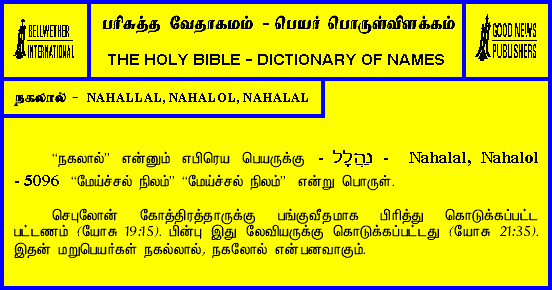 BELLWETHER
INTERNATIONAL
பரிசுத்த வேதாகமம் - பெயர் பொருள்விளக்கம்
THE HOLY BIBLE - DICTIONARY OF NAMES
GOOD NEWS
PUBLISHERS
நகலால் - NAHALLAL, NAHALOL, NAHALAL
“நகலால்” என்னும் எபிரெய பெயருக்கு - נַהֲלָל - Nahalal, Nahalol
- 5096 “மேய்ச்சல் நிலம்” “மேய்ச்சல் நிலம்” என்று பொருள்.
செபுலோன் கோத்திரத்தாருக்கு பங்குவீதமாக பிரித்து கொடுக்கப்பட்ட
பட்டணம் (யோசு 19:15). பின்பு இது லேவியருக்கு கொடுக்கப்பட்டது (யோசு 21:35).
இதன் மறுபெயர்கள் நகல்லால், நகலோல் என்பனவாகும்.